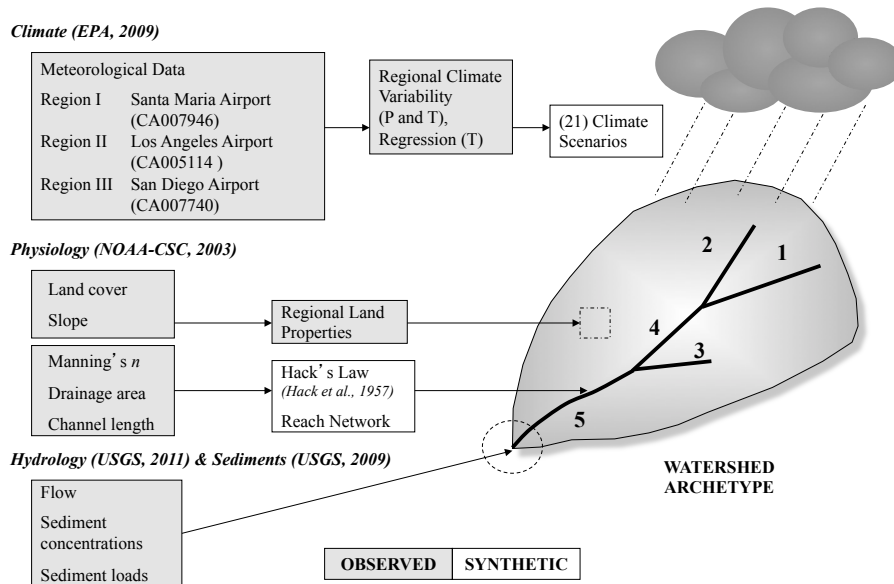 Climate (EPA, 2009)
Meteorological Data
Region I Santa Maria Airport
(CA007946)
Region II Los Angeles Airport
(CA005114 )
Region III San Diego Airport
(CA007740)
Regional Climate
Variability
(P and T),
Regression (T)
(21) Climate
Scenarios
Physiology (NOAA-CSC, 2003)
Land cover
Slope
Regional Land
Properties
Manning’s n
Drainage area
Channel length
Hack’s Law
(Hack et al., 1957)
Reach Network
2
1
4
3
5
Hydrology (USGS, 2011) & Sediments (USGS, 2009)
Flow
Sediment
concentrations
Sediment loads
WATERSHED
ARCHETYPE
OBSERVED SYNTHETIC